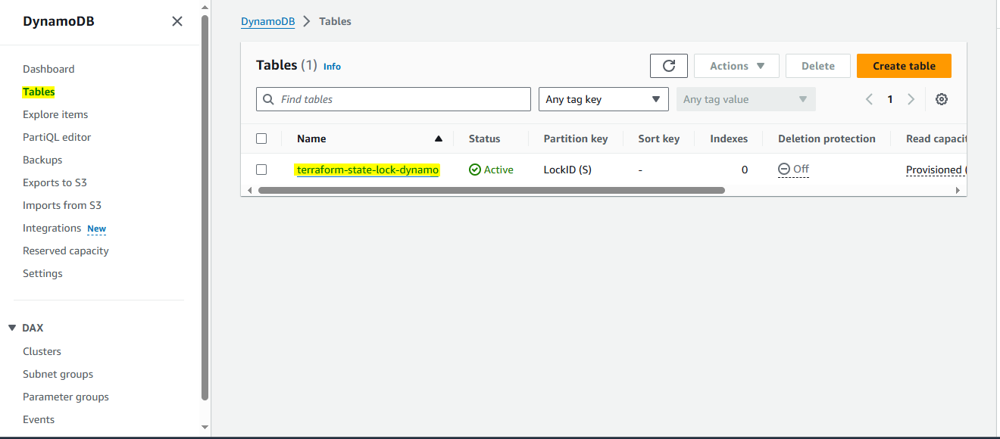 DynamoDB
Dashboard
Tables
Explore items
PartiQL editor
Backups
Exports to S3
Imports from S3
Integrations New
Reserved capacity
Settings
DAX
Clusters
Subnet groups
Parameter groups
Events
DynamoDB Tables
Tables (1) Info
Actions Delete Create table
Find tables Any tag key Any tag value 1
Name Status Partition key Sort key Indexes Deletion protection Read
terraform-state-lock-dynamo Active LockID (S) - 0 Off Provisioned